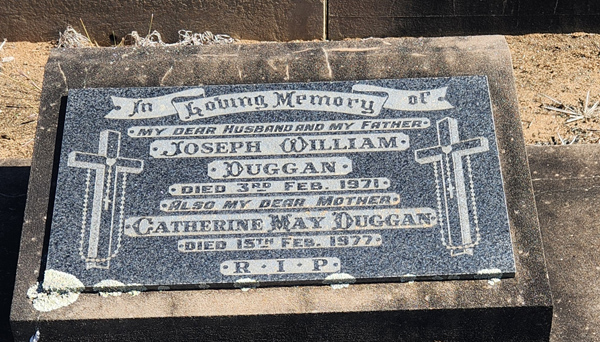 In Loving Memory of
My Dear Husband and My Father
Joseph William
Duggan
Died 3rd Feb. 1971
Also My Dear Mother
Catherine May Duggan
Died 15th Feb. 1977
R · I · P